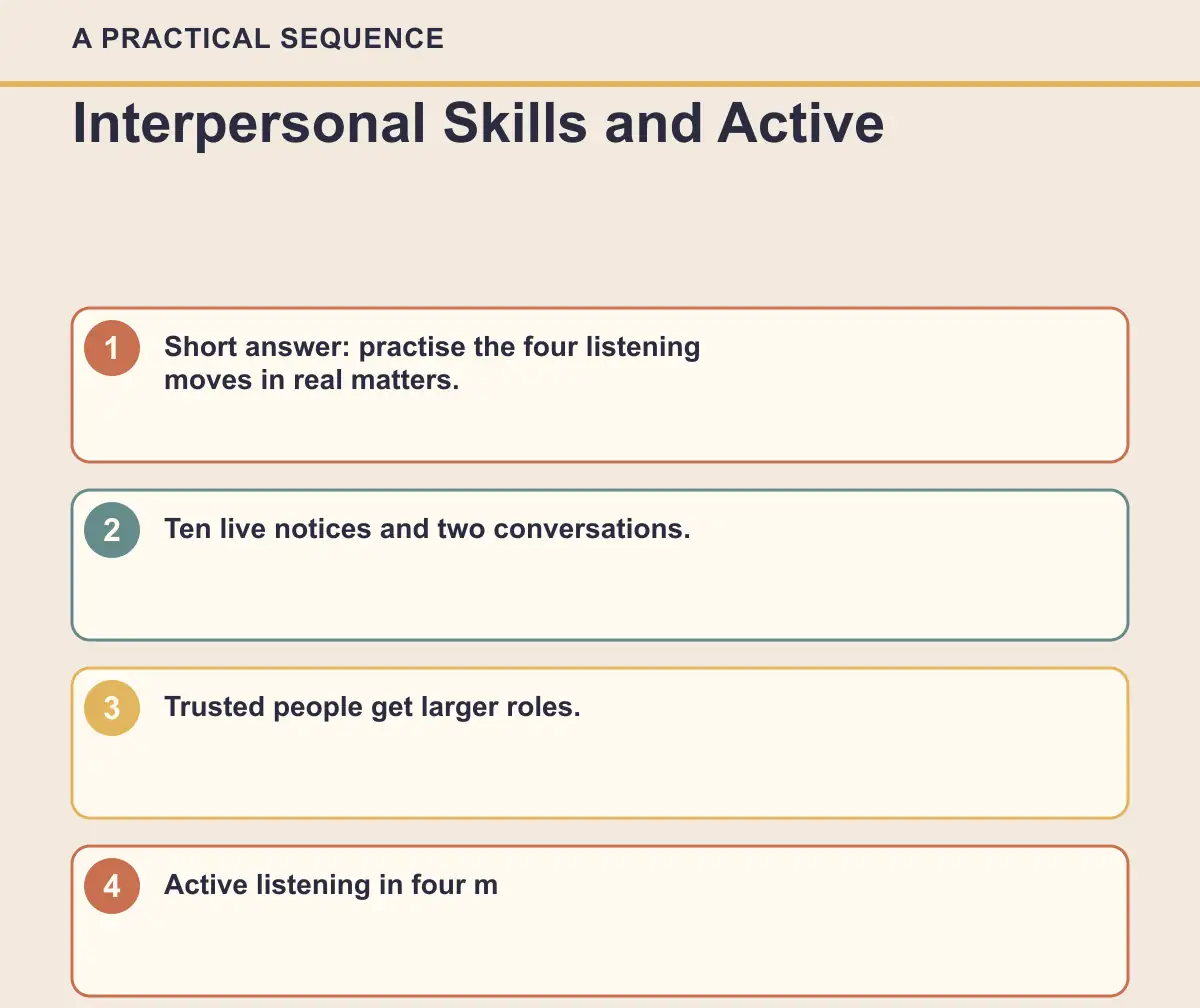 A PRACTICAL SEQUENCE
Interpersonal Skills and Active
1
Short answer: practise the four listening
moves in real matters.
2
Ten live notices and two conversations.
3
Trusted people get larger roles.
4
Active listening in four m